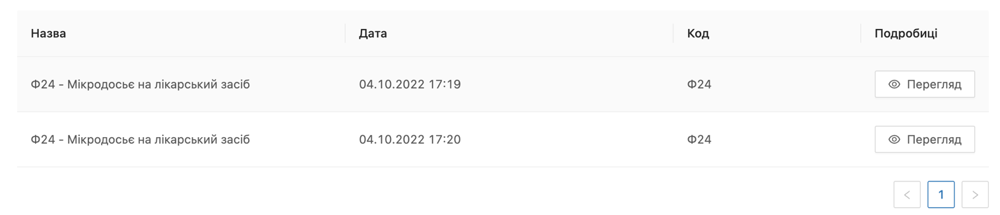 Назва Дата Код Подробиці
Ф24 - Мікродосьє на лікарський засіб 04.10.2022 17:19 Ф24 Перегляд
Ф24 - Мікродосьє на лікарський засіб 04.10.2022 17:20 Ф24 Перегляд
< 1 >